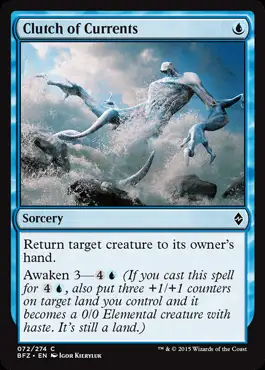 Clutch of Currents
Sorcery
Return target creature to its owner's
hand.
Awaken 3—4 (If you cast this spell
for 4 , also put three +1/+1 counters
on target land you control and it
becomes a 0/0 Elemental creature with
haste. It's still a land.)
072/274 C
BFZ • EN Igor Kieryluk
™ & © 2015 Wizards of the Coast